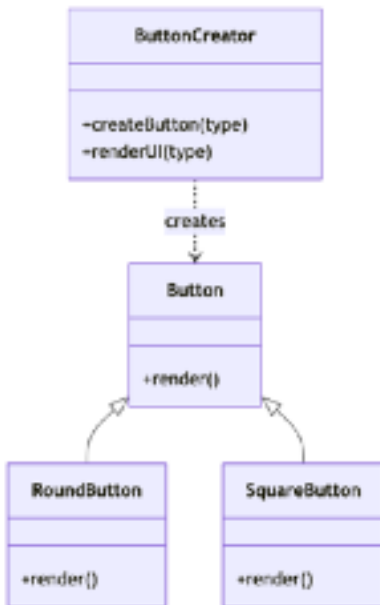 ButtonCreator
+createButton(type)
+renderUI(type)
creates
Button
+render()
RoundButton
+render()
SquareButton
+render()